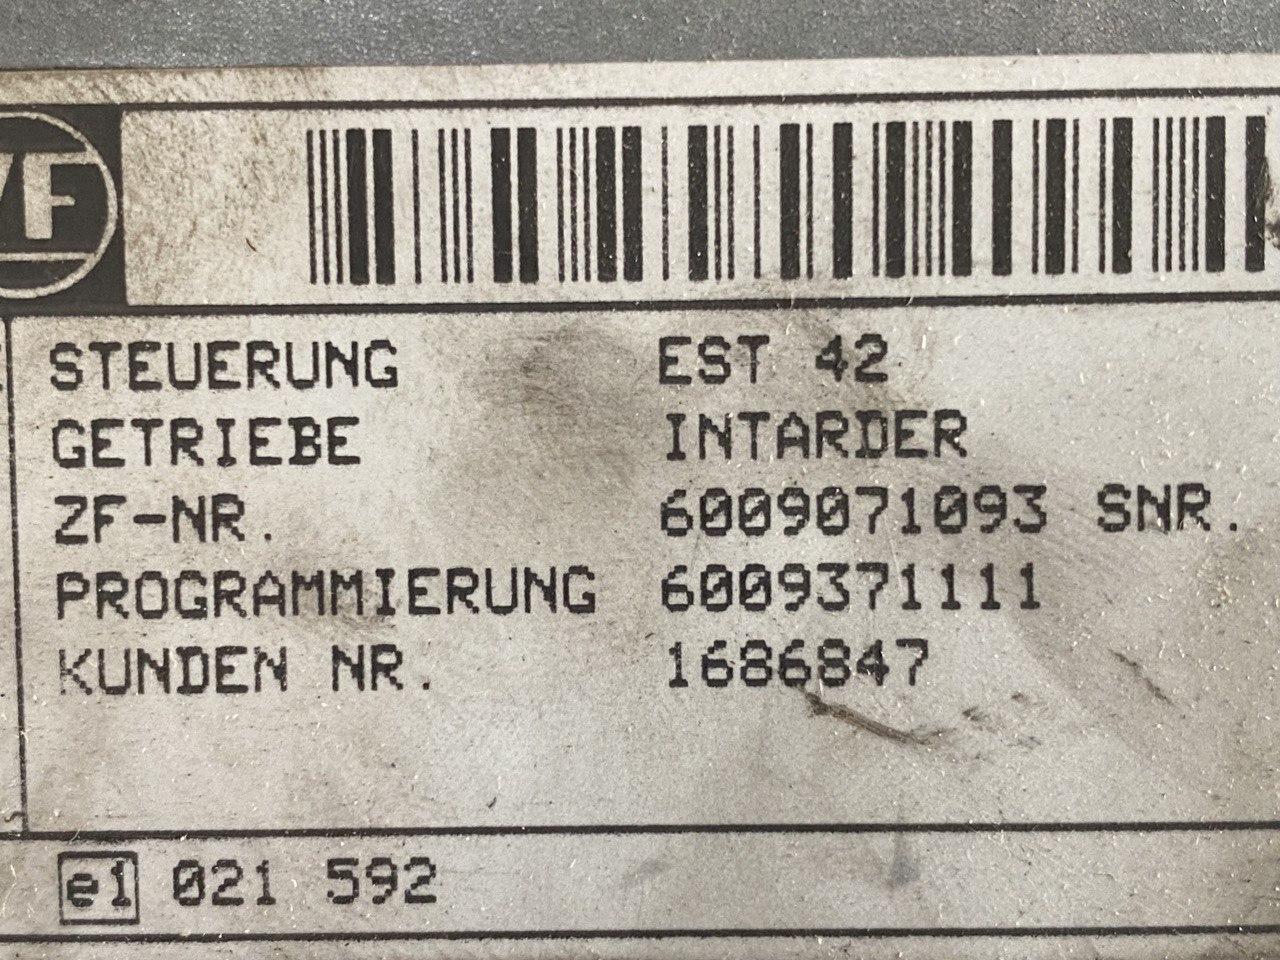 ZF
STEUERUNG EST 42
GETRIEBE INTARDER
ZF-NR. 6009071093 SNR.
PROGRAMMIERUNG 6009371111
KUNDEN NR. 1686847
e1 021 592